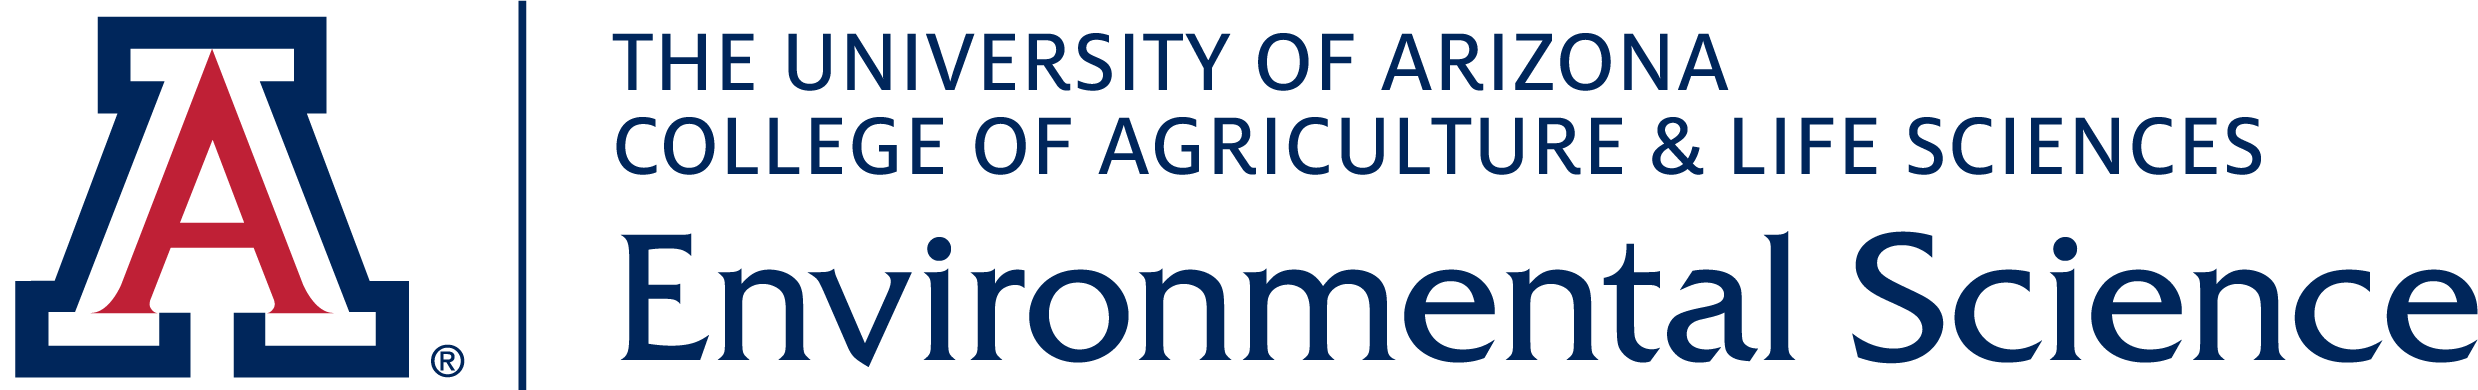 A®
THE UNIVERSITY OF ARIZONA
COLLEGE OF AGRICULTURE & LIFE SCIENCES
Environmental Science